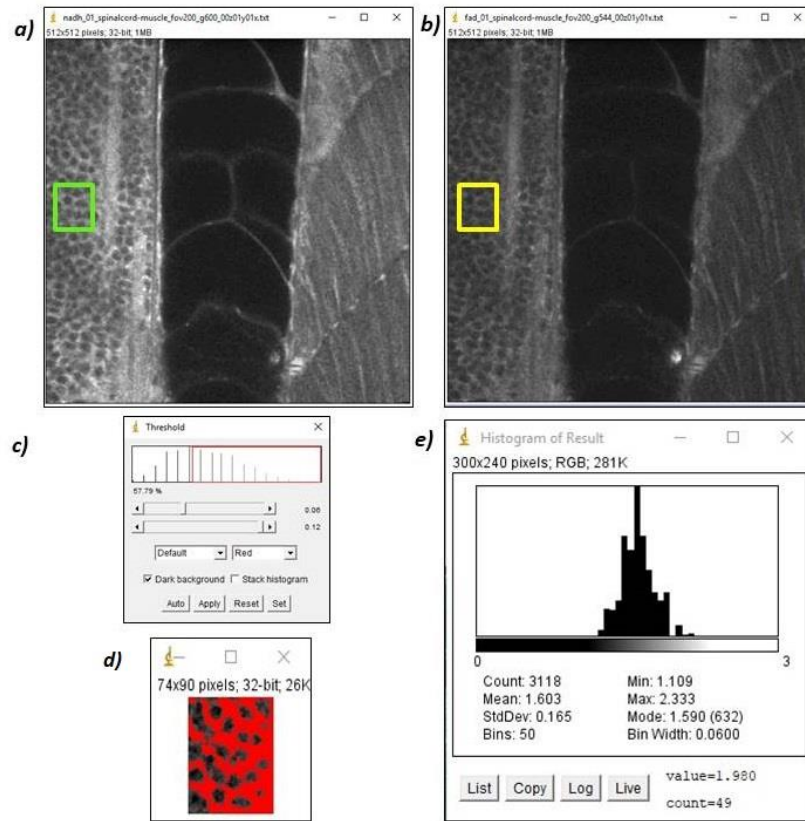 a)
nadh_01_spinalcord-muscle_fov200_g600_00z01y01x.txt
512x512 pixels; 32-bit; 1MB
b)
fad_01_spinalcord-muscle_fov200_g544_00z01y01x.txt
512x512 pixels; 32-bit; 1MB
c)
Threshold
57.79 %
0.06
0.12
Default Red
Dark background Stack histogram
Auto Apply Reset Set
d)
74x90 pixels; 32-bit; 26K
e)
Histogram of Result
300x240 pixels; RGB; 281K
0 3
Count: 3118 Min: 1.109
Mean: 1.603 Max: 2.333
StdDev: 0.165 Mode: 1.590 (632)
Bins: 50 Bin Width: 0.0600
List Copy Log Live
value=1.980
count=49